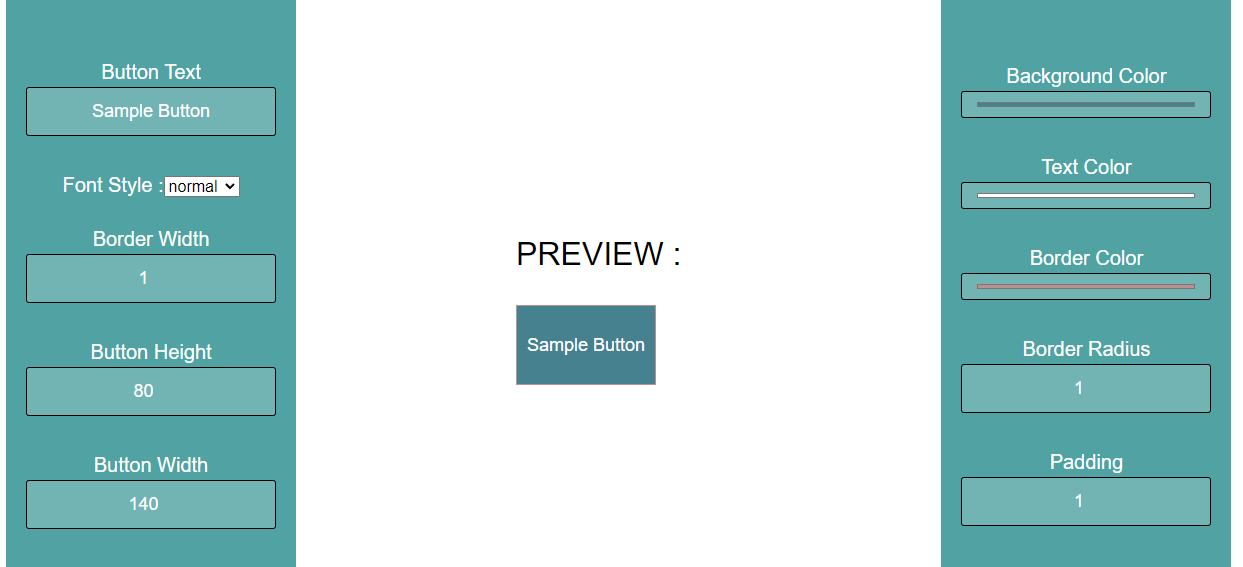 Button Text
Sample Button
Font Style :normal
Border Width
1
Button Height
80
Button Width
140
PREVIEW :
Sample Button
Background Color
Text Color
Border Color
Border Radius
1
Padding
1